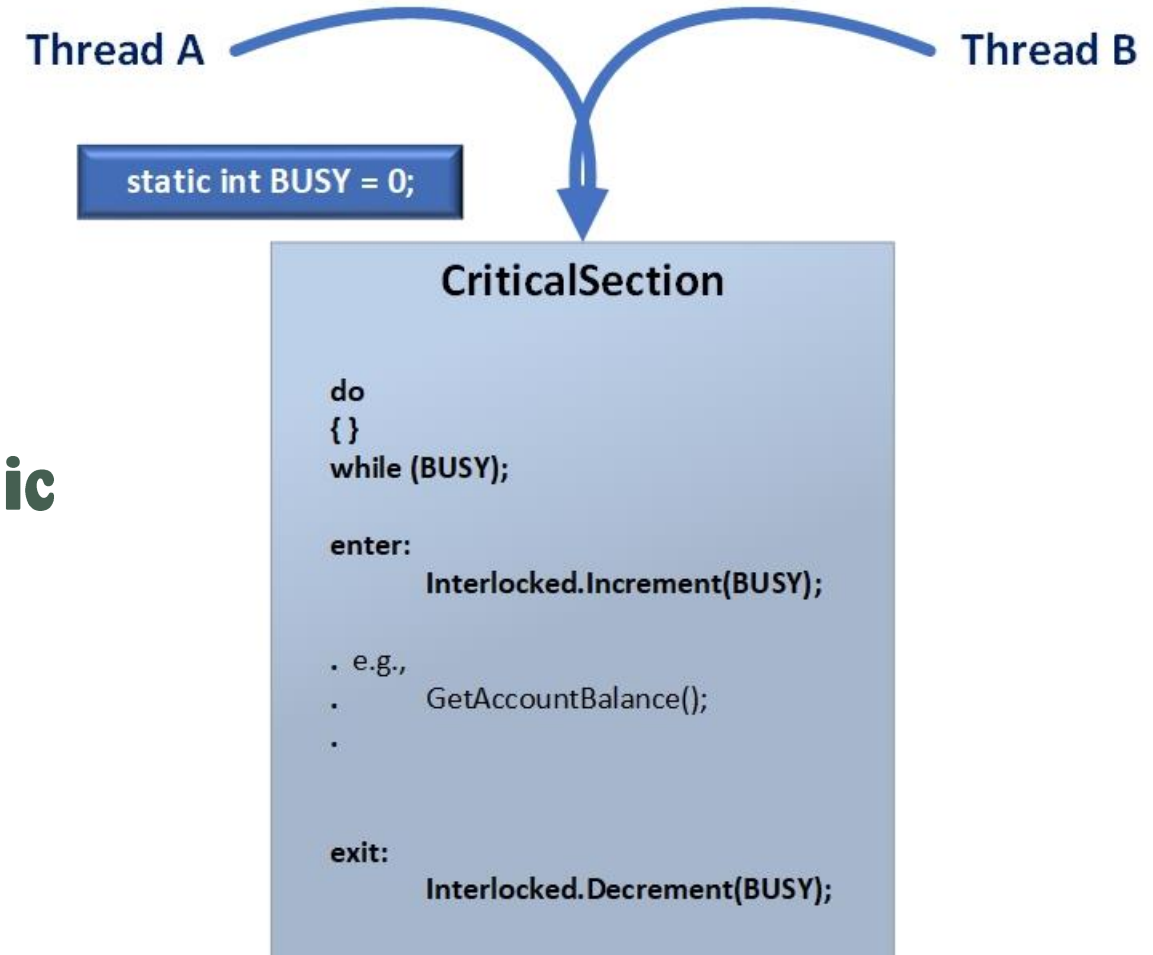 Thread A
Thread B
static int BUSY = 0;
CriticalSection
do
{ }
while (BUSY);
ic
enter:
Interlocked.Increment(BUSY);
. e.g.,
. GetAccountBalance();
.
exit:
Interlocked.Decrement(BUSY);